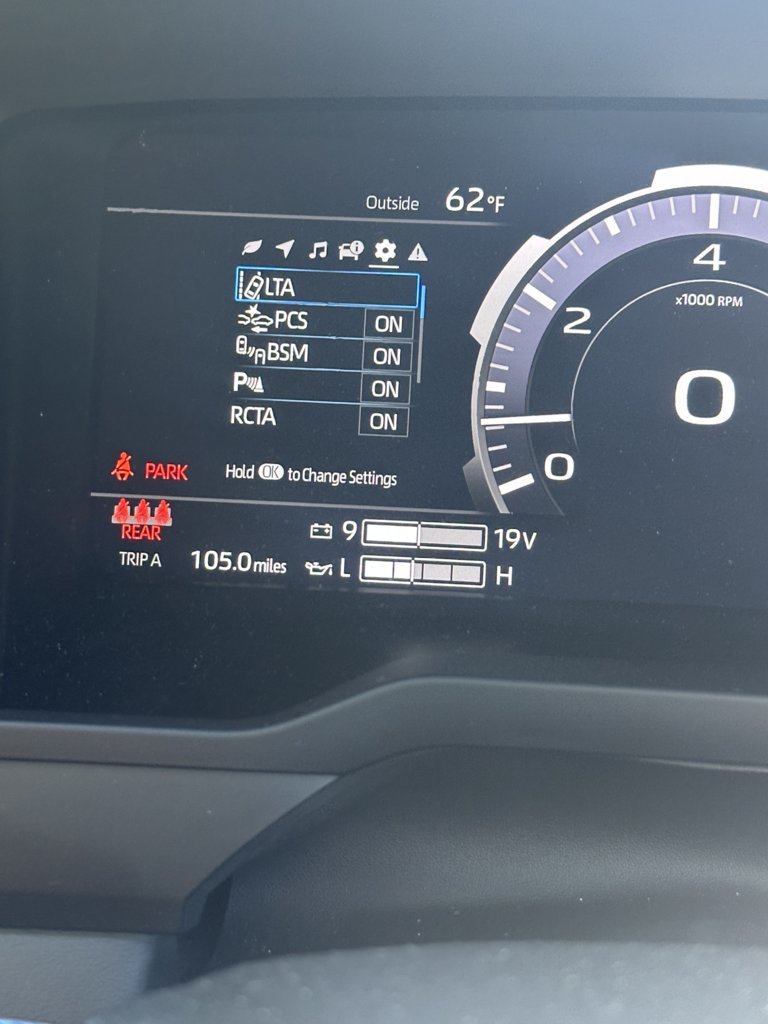 Outside 62°F
LTA
PCS ON
BSM ON
P ON
RCTA ON
Hold OK to Change Settings
PARK
REAR
TRIP A 105.0 miles
9 19V
L H
4
x1000 RPM
2
0
0